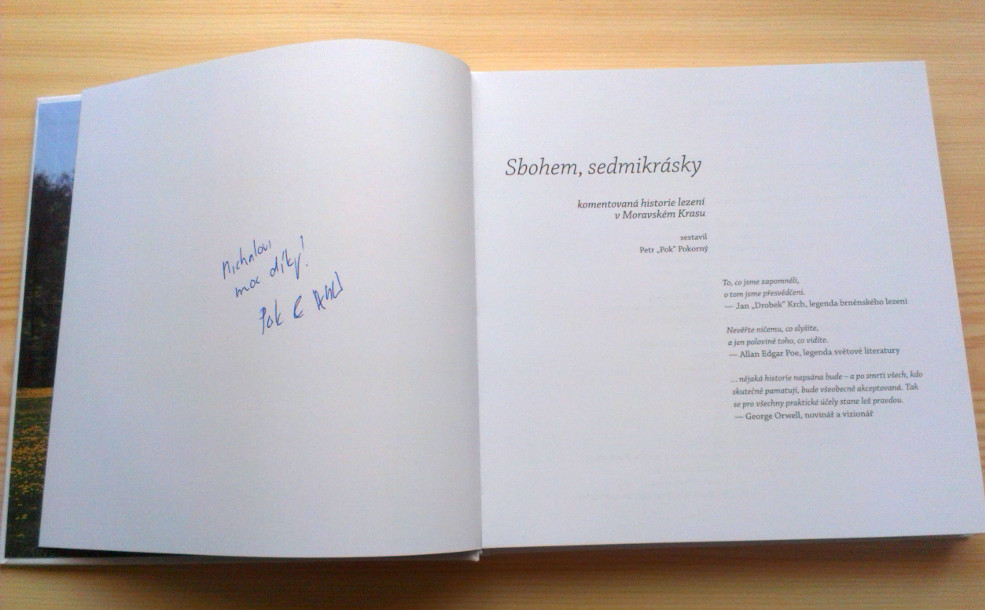 Michalovi
moc díky!
Pok
Sbohem, sedmikrásky
komentovaná historie lezení
v Moravském Krasu
sestavil
Petr „Pok“ Pokorný
To, co jsme zapomněli,
o tom jsme přesvědčeni.
— Jan „Drobek“ Krch, legenda brněnského lezení
Nevěřte ničemu, co slyšíte,
a jen polovině toho, co vidíte.
— Allan Edgar Poe, legenda světové literatury
…nějaká historie napsána bude – a po smrti všech, kdo
skutečně pamatují, bude všeobecně akceptovaná. Tak
se pro všechny praktické účely stane lež pravdou.
— George Orwell, novinář a vizionář